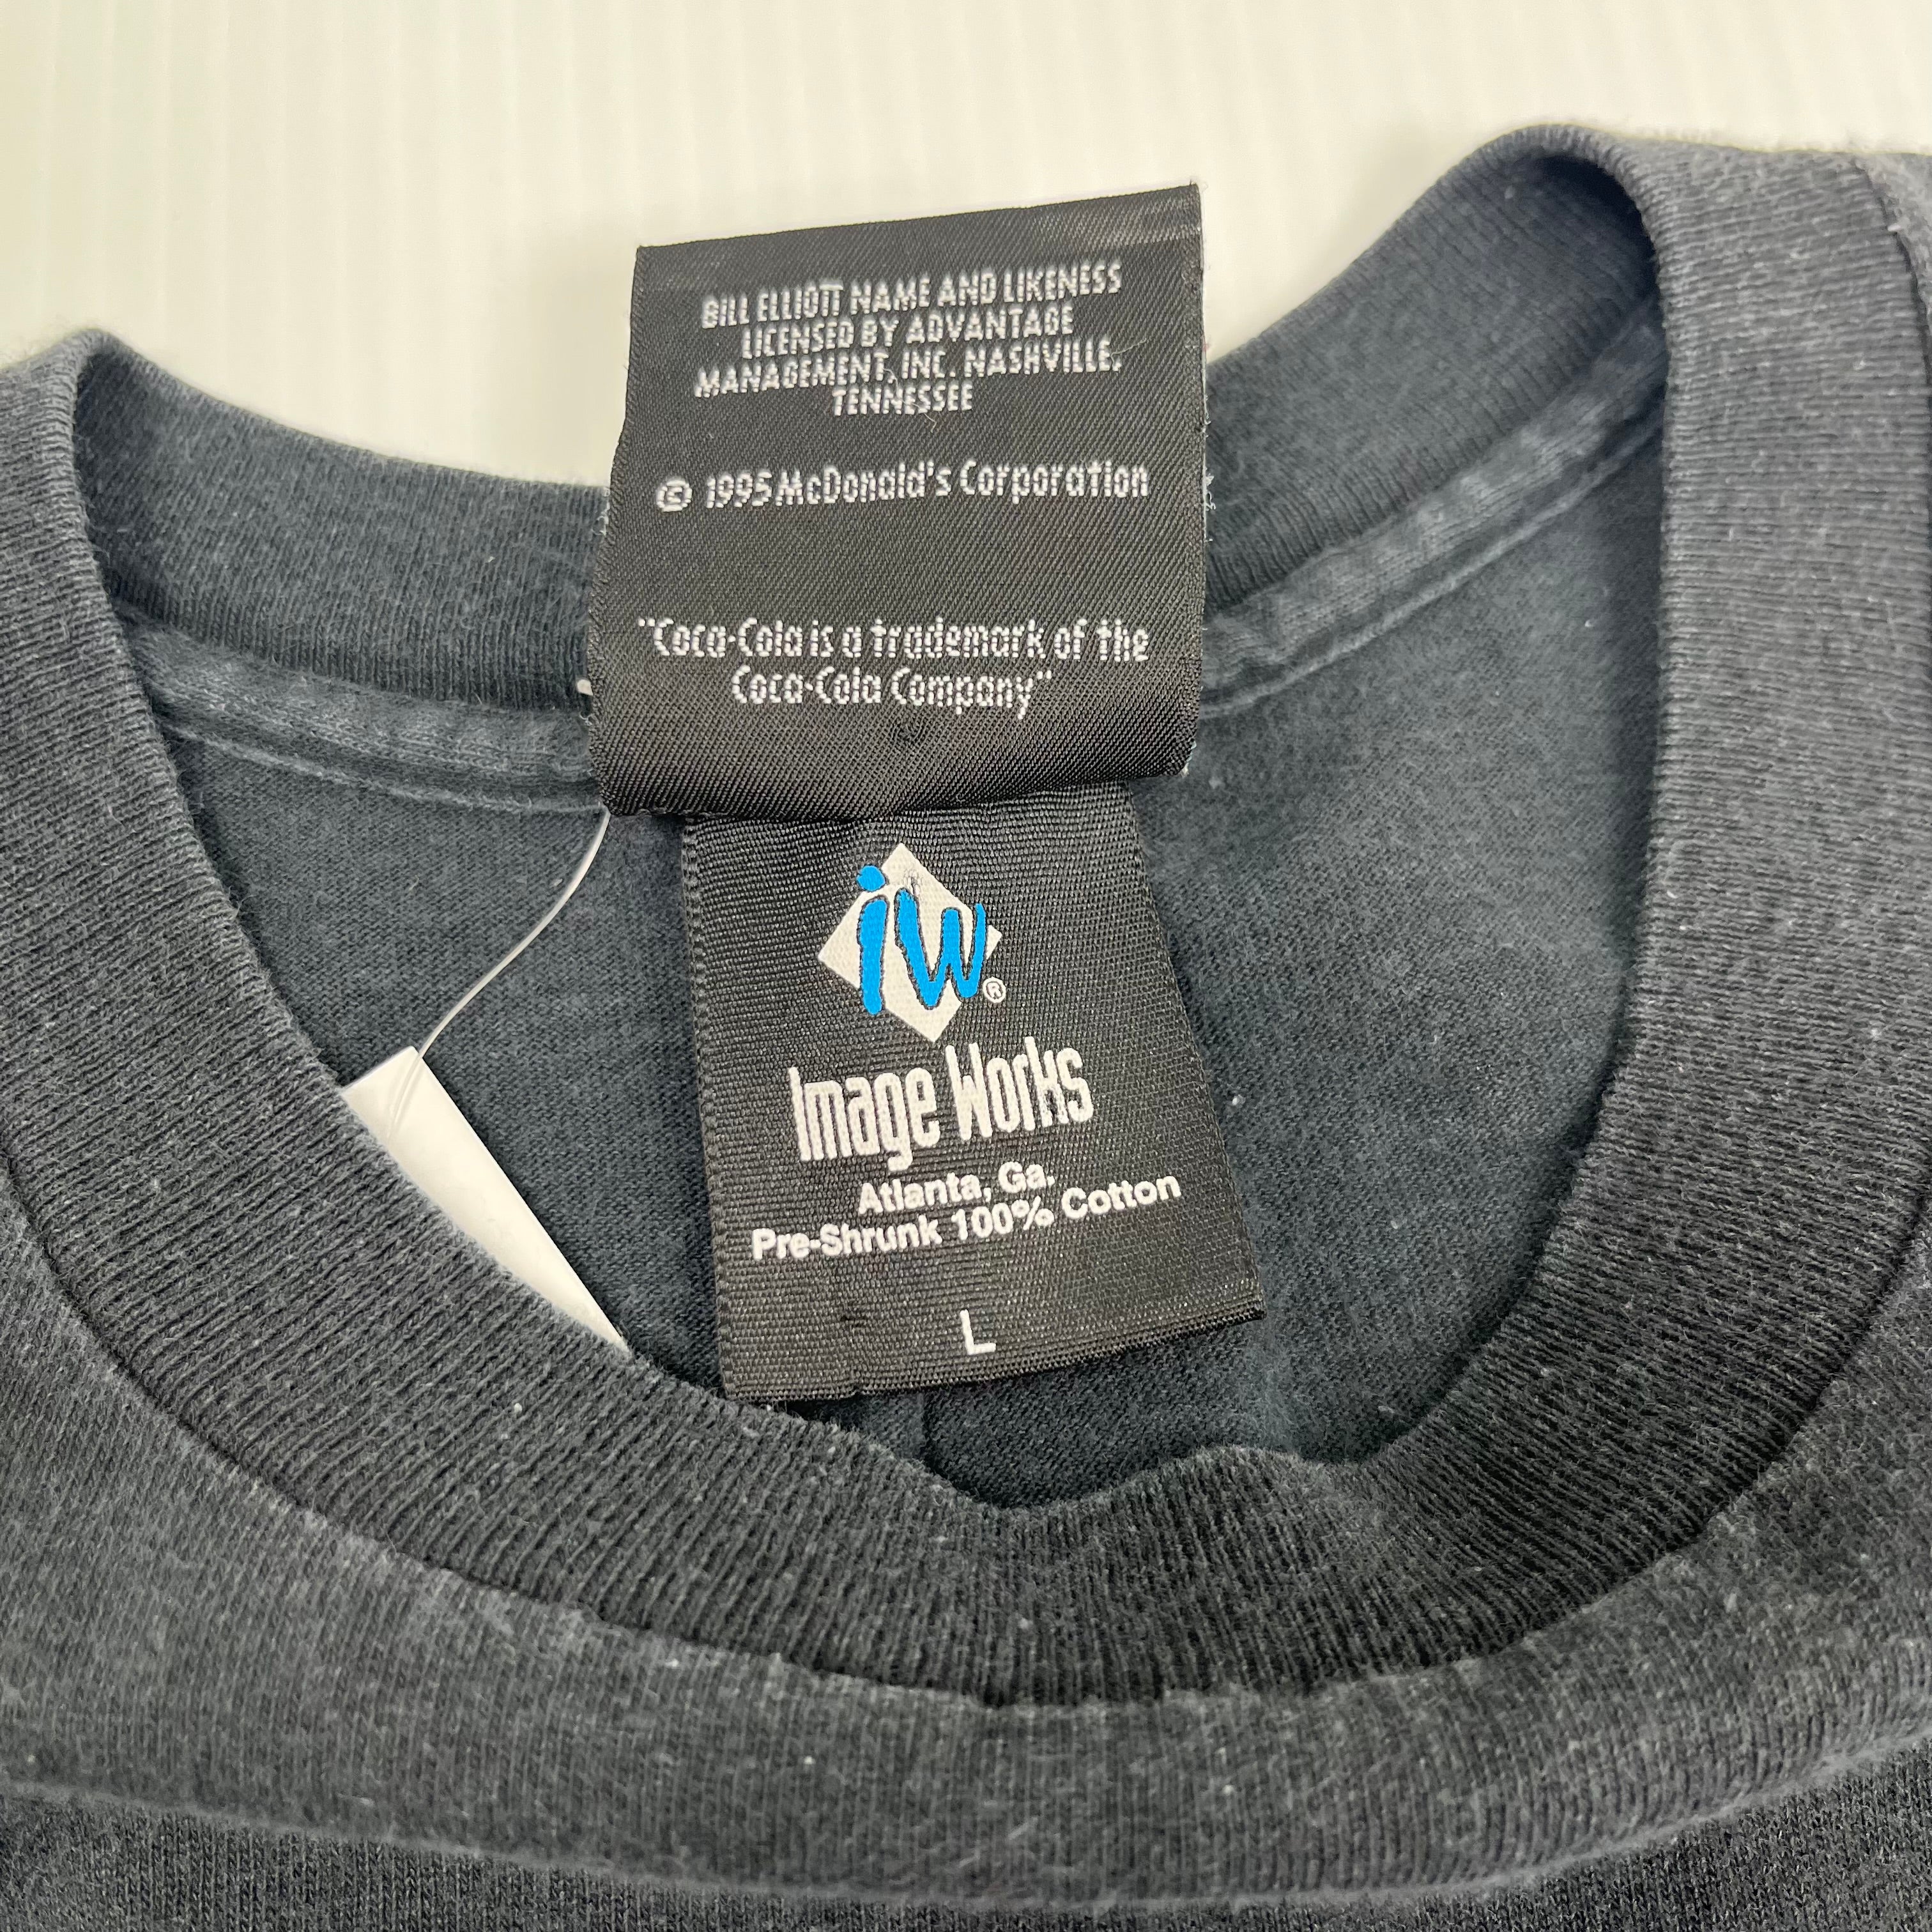 BILL ELLIOTT NAME AND LIKENESS
LICENSED BY ADVANTAGE
MANAGEMENT, INC. NASHVILLE,
TENNESSEE
© 1995 McDonald's Corporation
"Coca-Cola is a trademark of the
Coca-Cola Company"
iw®
Image Works
Atlanta, Ga.
Pre-Shrunk 100% Cotton
L